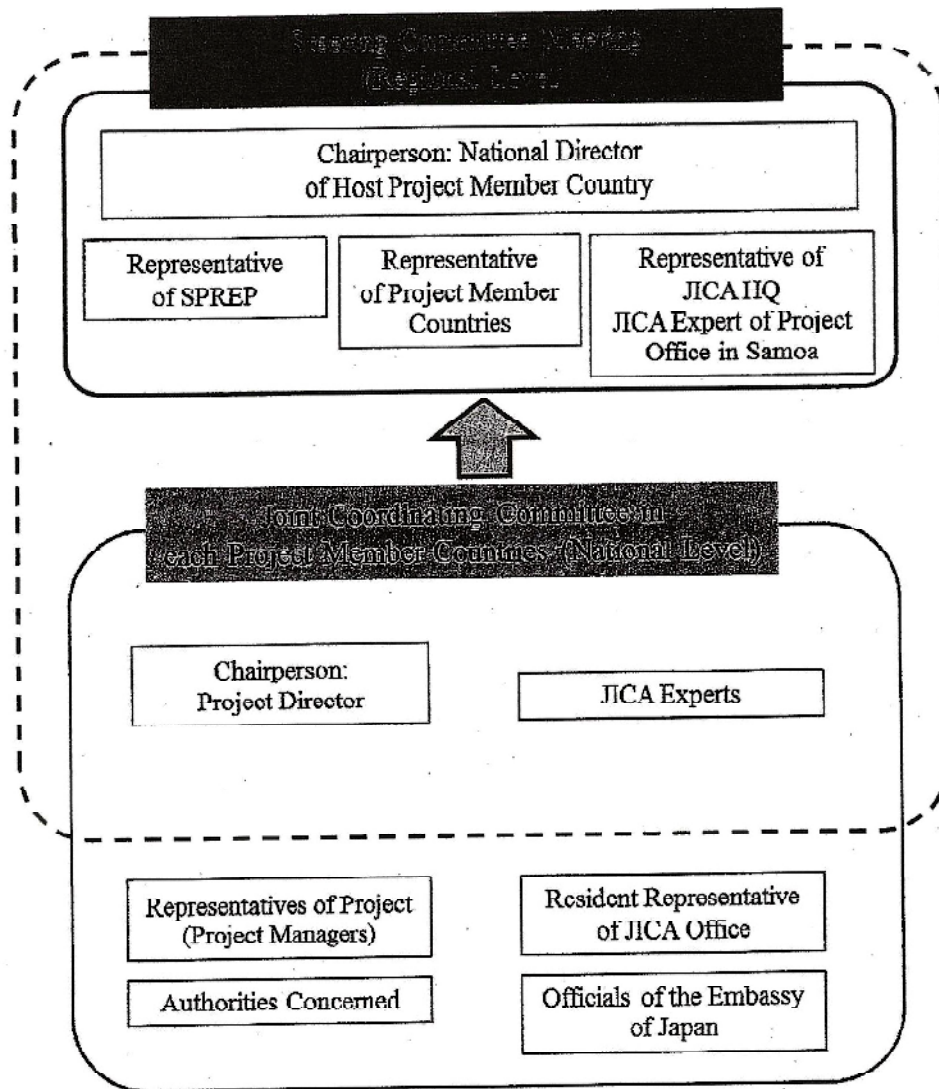 Steering Committee Meeting
(Regional Level)
Chairperson: National Director
of Host Project Member Country
Representative
of SPREP
Representative
of Project Member
Countries
Representative of
JICA HQ
JICA Expert of Project
Office in Samoa
Joint Coordinating Committee in
each Project Member Countries (National Level)
Chairperson:
Project Director
JICA Experts
Representatives of Project
(Project Managers)
Resident Representative
of JICA Office
Authorities Concerned
Officials of the Embassy
of Japan